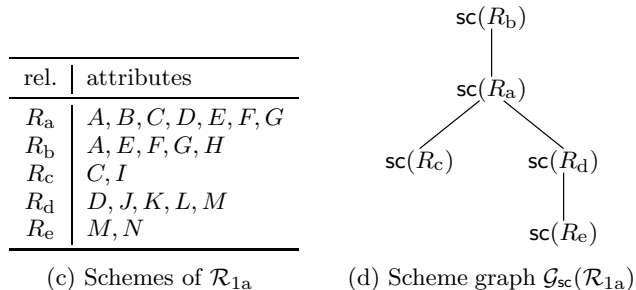 rel. attributes
R_a A, B, C, D, E, F, G
R_b A, E, F, G, H
R_c C, I
R_d D, J, K, L, M
R_e M, N
(c) Schemes of 𝓡_1a
sc(R_b)
sc(R_a)
sc(R_c) sc(R_d)
sc(R_e)
(d) Scheme graph 𝓖_sc(𝓡_1a)